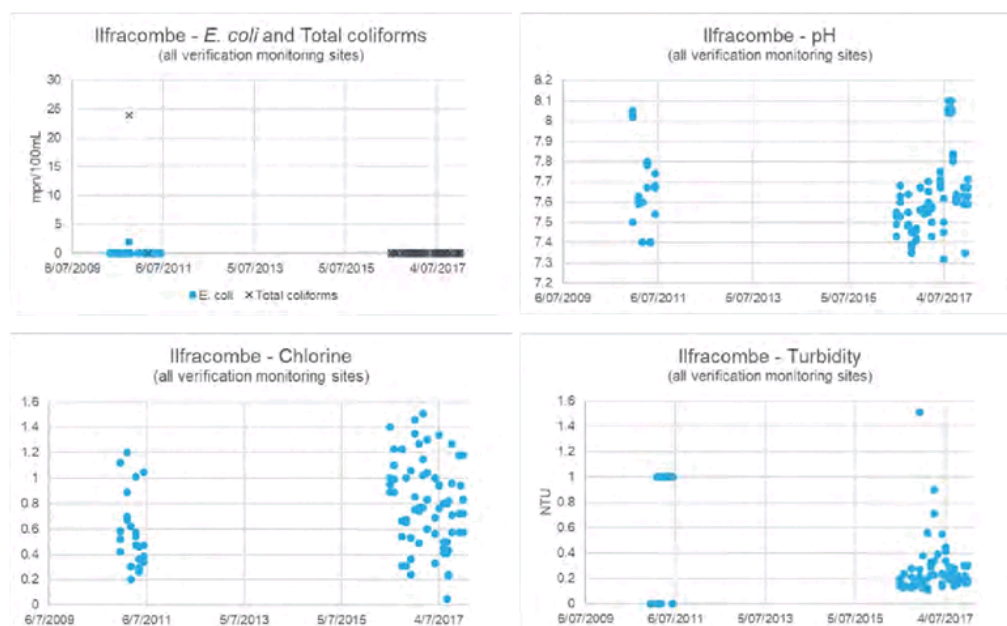 Ilfracombe - E. coli and Total coliforms
(all verification monitoring sites)
30
25
20
15
10
5
0
mpn/100mL
8/07/2009 6/07/2011 5/07/2013 5/07/2015 4/07/2017
E. coli × Total coliforms
Ilfracombe - pH
(all verification monitoring sites)
8.2
8.1
8
7.9
7.8
7.7
7.6
7.5
7.4
7.3
7.2
6/07/2009 6/07/2011 5/07/2013 5/07/2015 4/07/2017
Ilfracombe - Chlorine
(all verification monitoring sites)
1.6
1.4
1.2
1
0.8
0.6
0.4
0.2
0
6/7/2009 6/7/2011 5/7/2013 5/7/2015 4/7/2017
Ilfracombe - Turbidity
(all verification monitoring sites)
1.6
1.4
1.2
1
0.8
0.6
0.4
0.2
0
NTU
6/07/2009 6/07/2011 5/07/2013 5/07/2015 4/07/2017